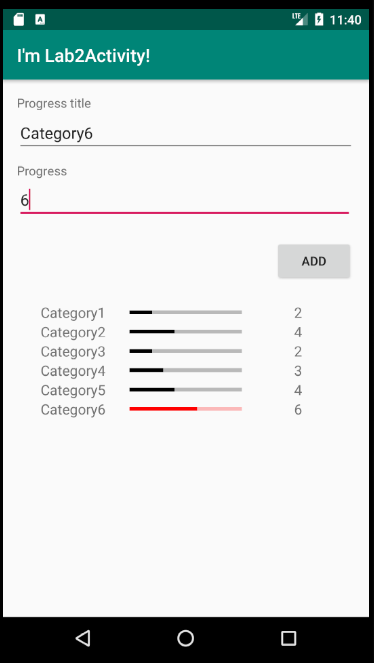 LTE 11:40
I'm Lab2Activity!
Progress title
Category6
Progress
6
ADD
Category1 2
Category2 4
Category3 2
Category4 3
Category5 4
Category6 6